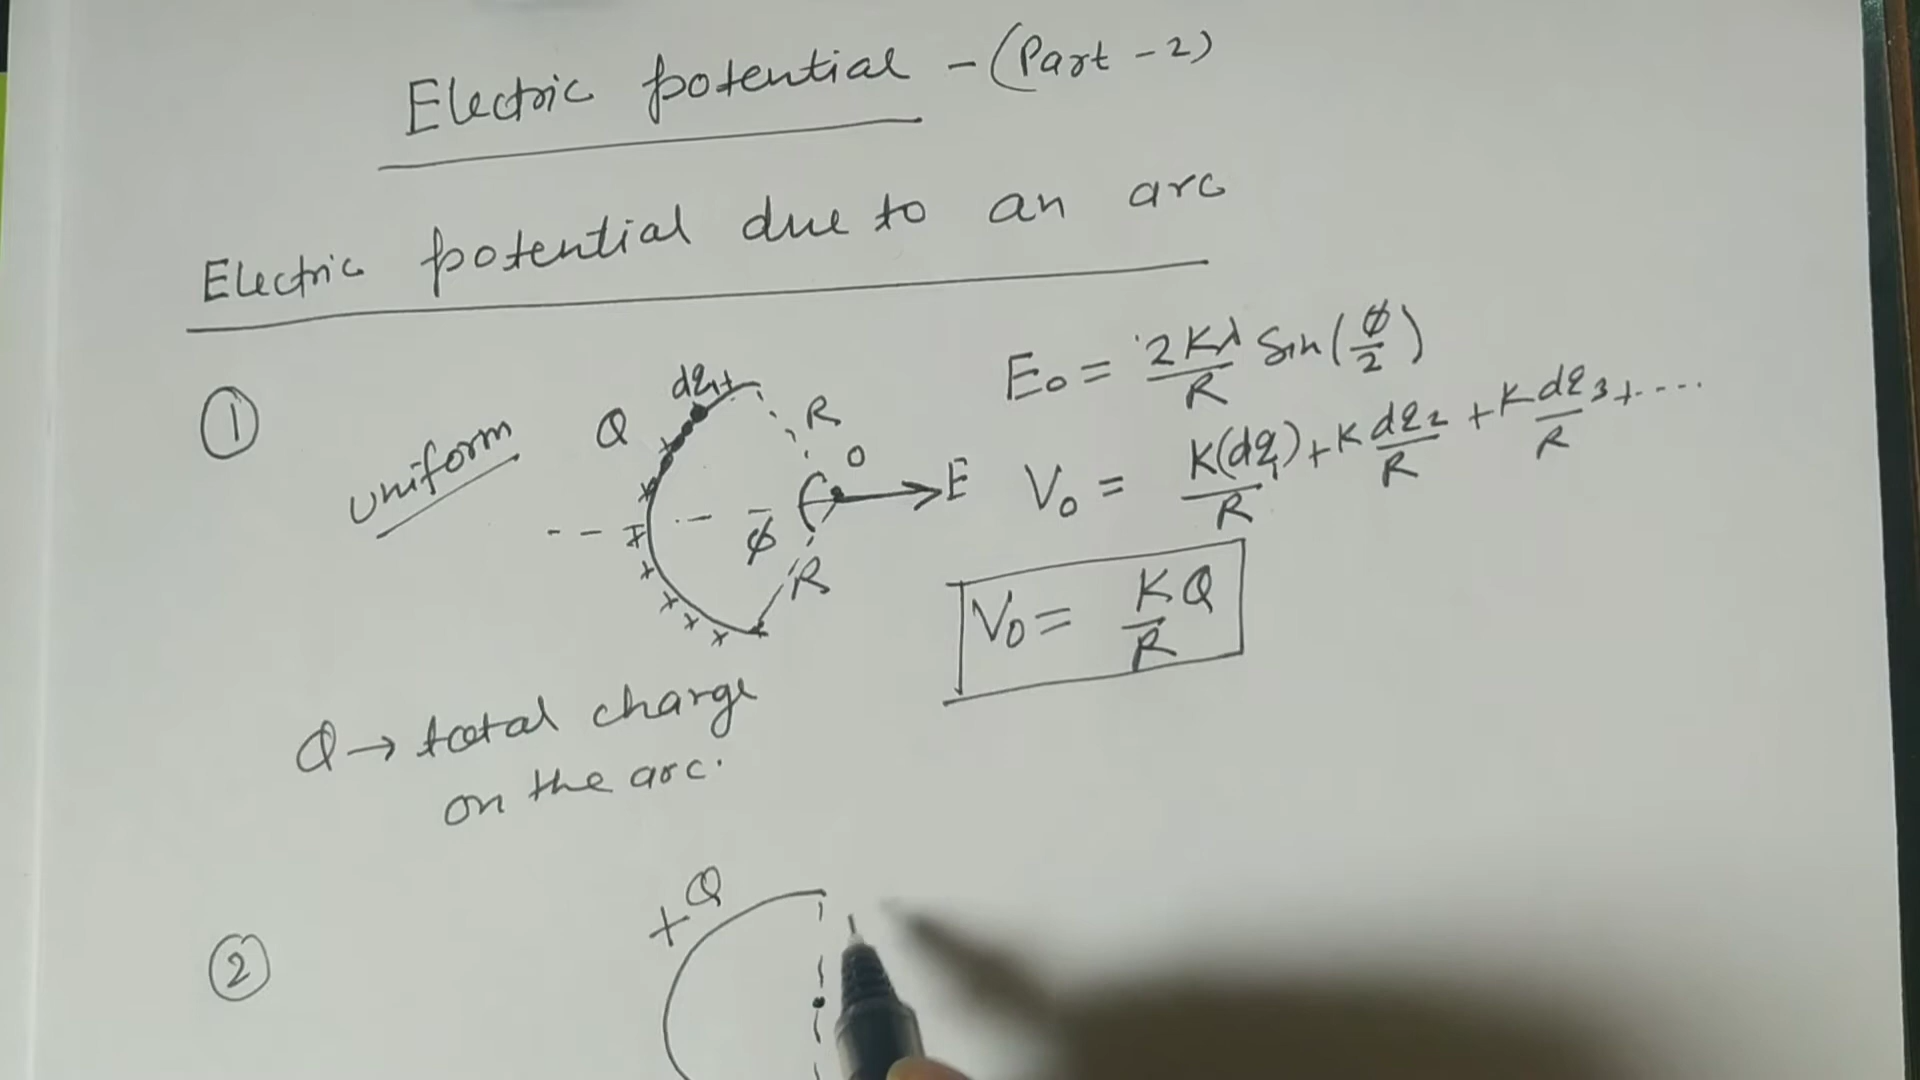 Electric potential - (Part - 2)
Electric potential due to an arc
①
uniform
Q
dq₁
R
O
E
ϕ
R
E₀ = 2Kλ/R Sin(ϕ/2)
V₀ = K(dq₁)/R + K dq₂/R + K dq₃/R + ....
V₀ = KQ/R
Q → total charge
on the arc.
②
+Q